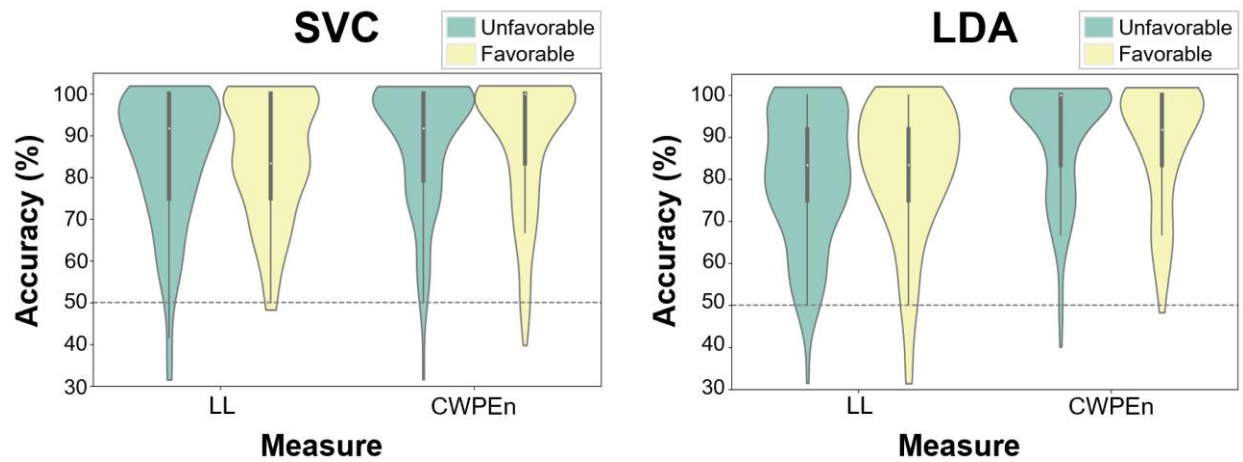 SVC
Unfavorable
Favorable
Accuracy (%)
100
90
80
70
60
50
40
30
LL
CWPEn
Measure
LDA
Unfavorable
Favorable
Accuracy (%)
100
90
80
70
60
50
40
30
LL
CWPEn
Measure